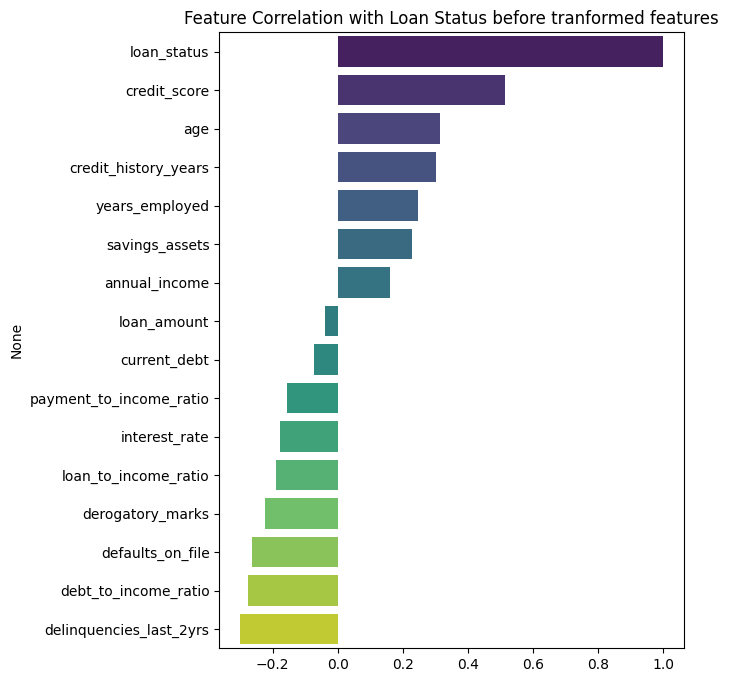 Feature Correlation with Loan Status before tranformed features
loan_status
credit_score
age
credit_history_years
years_employed
savings_assets
annual_income
loan_amount
current_debt
payment_to_income_ratio
interest_rate
loan_to_income_ratio
derogatory_marks
defaults_on_file
debt_to_income_ratio
delinquencies_last_2yrs
None
−0.2 0.0 0.2 0.4 0.6 0.8 1.0